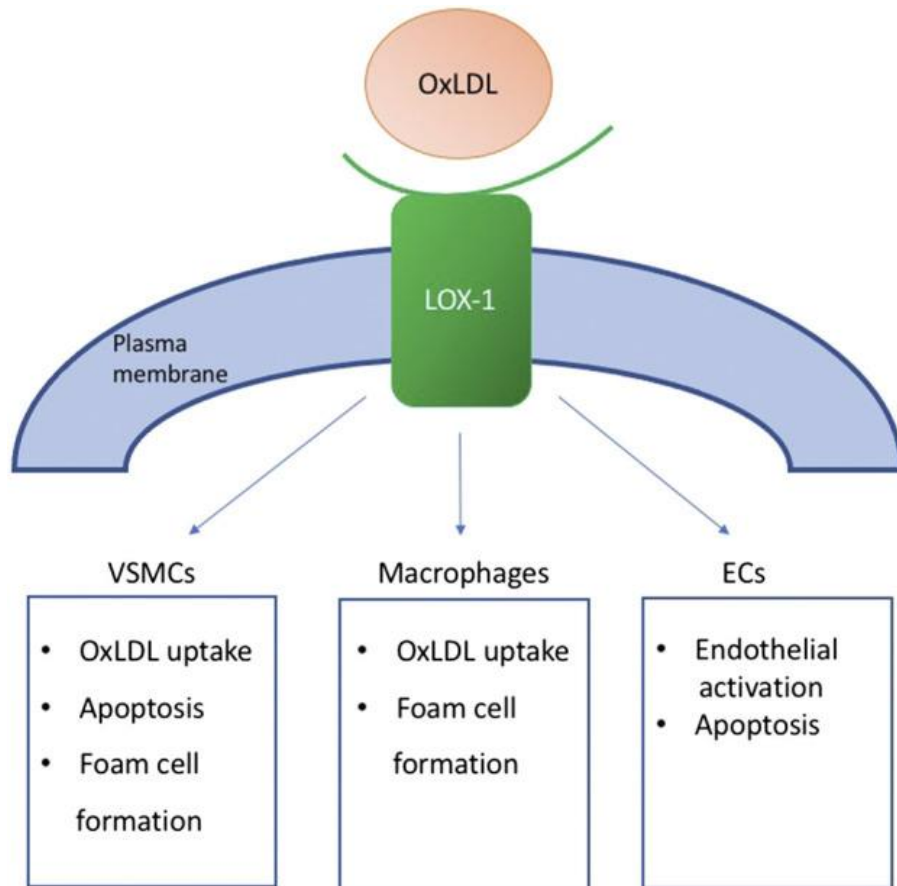 OxLDL
LOX-1
Plasma
membrane
VSMCs
• OxLDL uptake
• Apoptosis
• Foam cell
formation
Macrophages
• OxLDL uptake
• Foam cell
formation
ECs
• Endothelial
activation
• Apoptosis